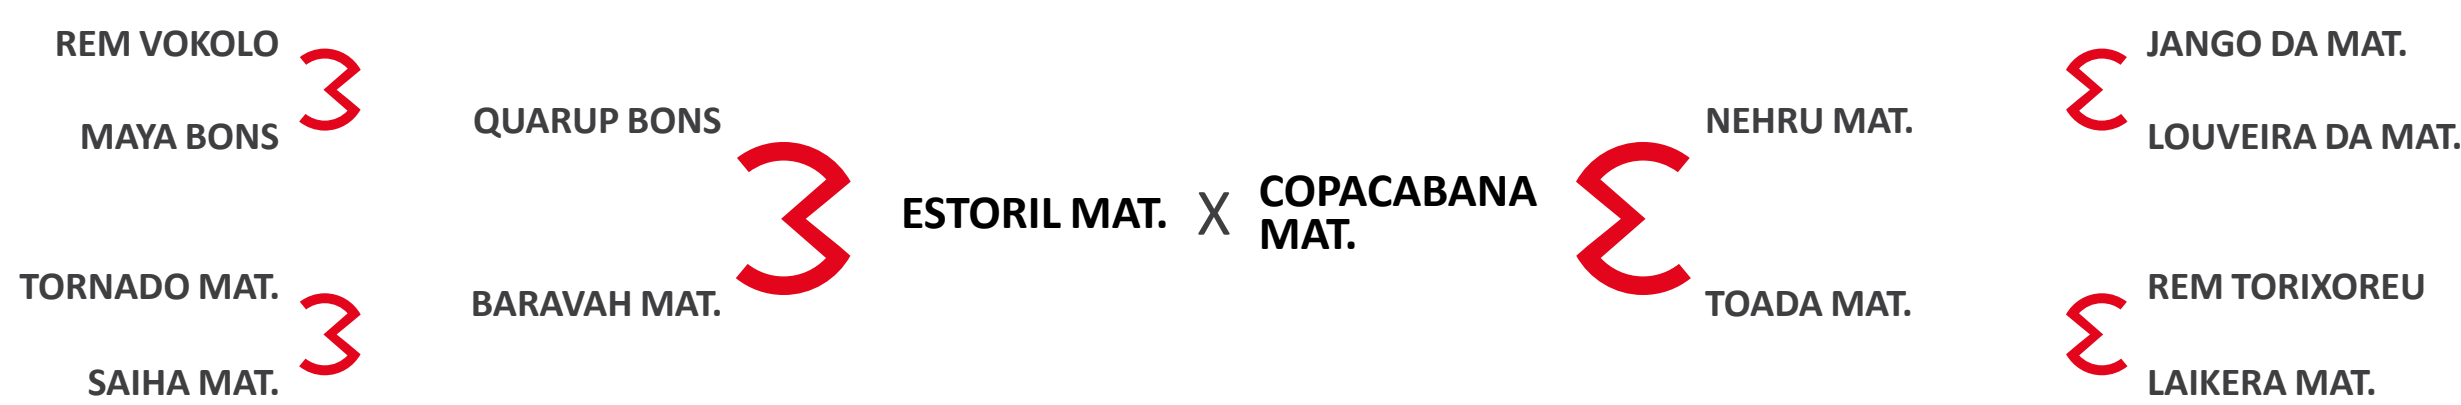 REM VOKOLO
MAYA BONS
TORNADO MAT.
SAIHA MAT.
QUARUP BONS
BARAVAH MAT.
ESTORIL MAT. X COPACABANA
MAT.
NEHRU MAT.
TOADA MAT.
JANGO DA MAT.
LOUVEIRA DA MAT.
REM TORIXOREU
LAIKERA MAT.